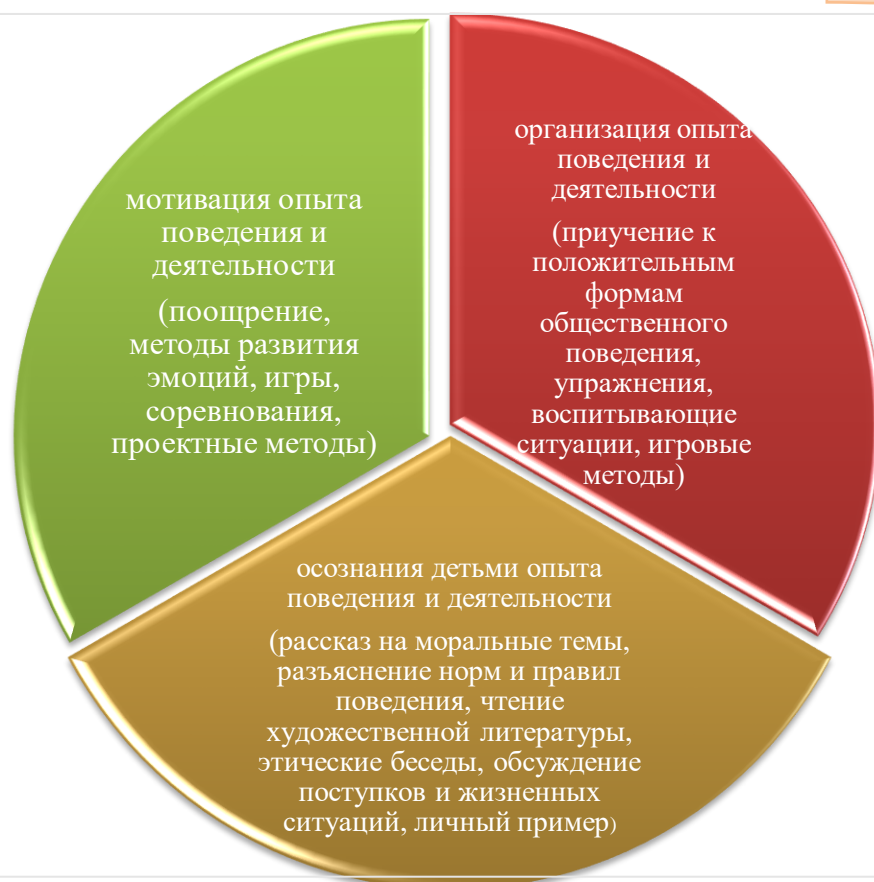 организация опыта
поведения и
деятельности
(приучение к
положительным
формам
общественного
поведения,
упражнения,
воспитывающие
ситуации, игровые
методы)
осознания детьми опыта
поведения и деятельности
(рассказ на моральные темы,
разъяснение норм и правил
поведения, чтение
художественной литературы,
этические беседы, обсуждение
поступков и жизненных
ситуаций, личный пример)
мотивация опыта
поведения и
деятельности
(поощрение,
методы развития
эмоций, игры,
соревнования,
проектные методы)